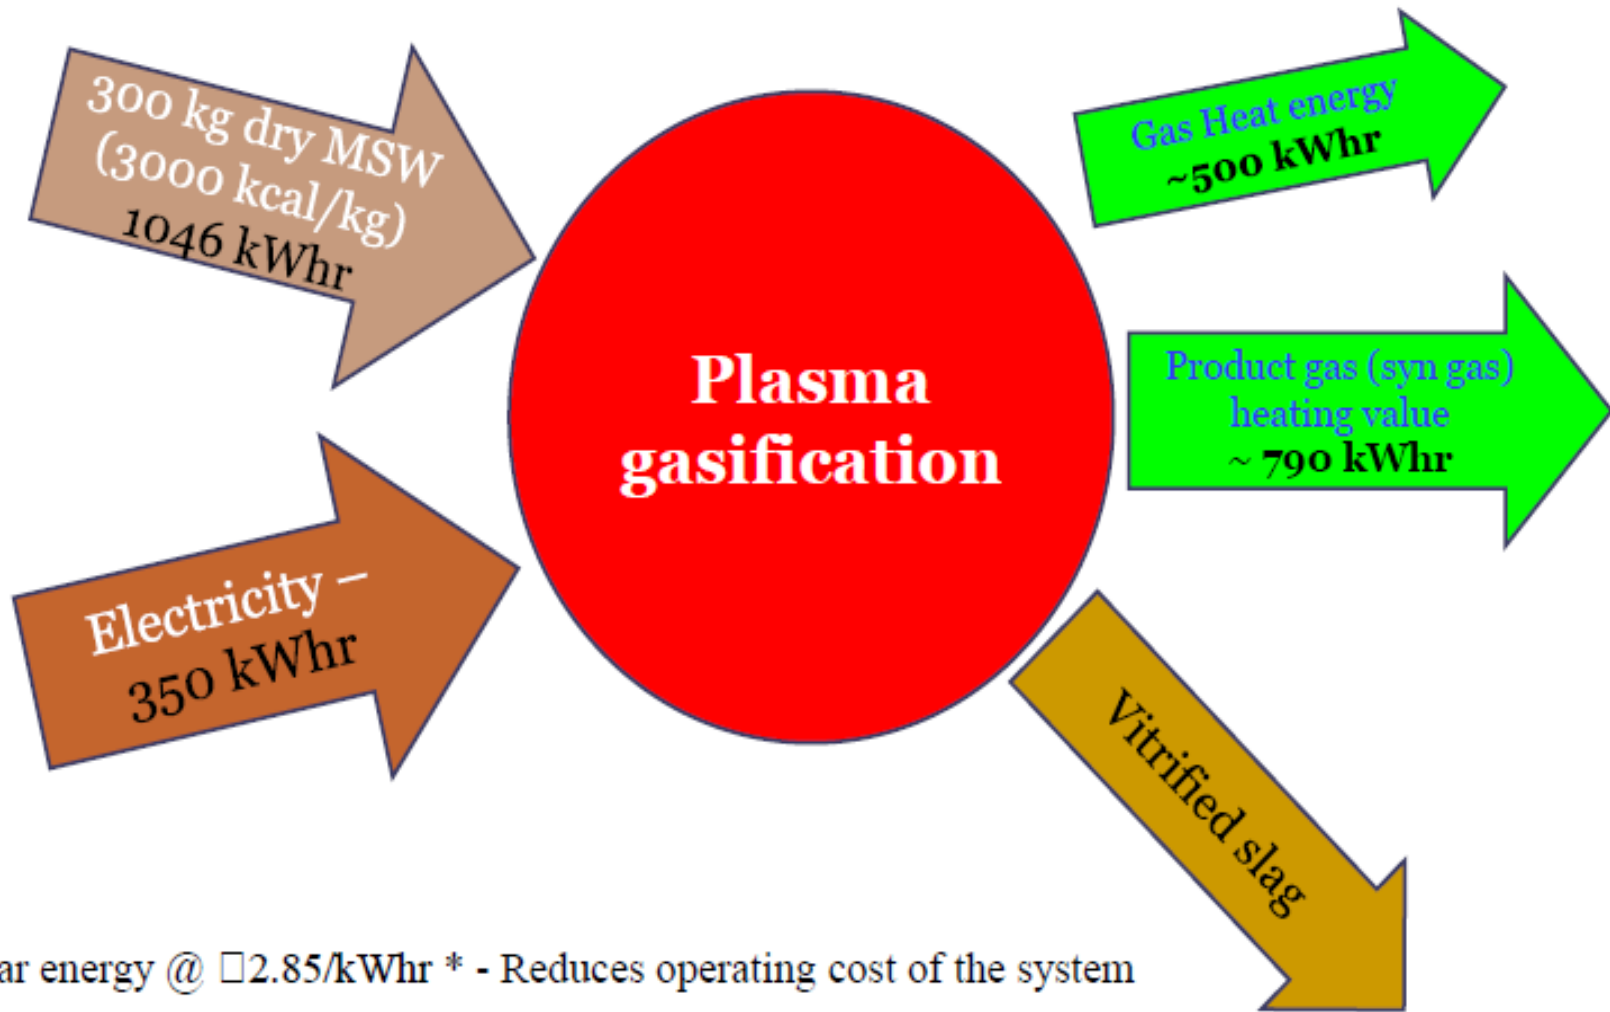 300 kg dry MSW
(3000 kcal/kg)
1046 kWhr
Electricity –
350 kWhr
Plasma
gasification
Gas Heat energy
~500 kWhr
Product gas (syn gas)
heating value
~ 790 kWhr
Vitrified slag
ar energy @ □2.85/kWhr * - Reduces operating cost of the system